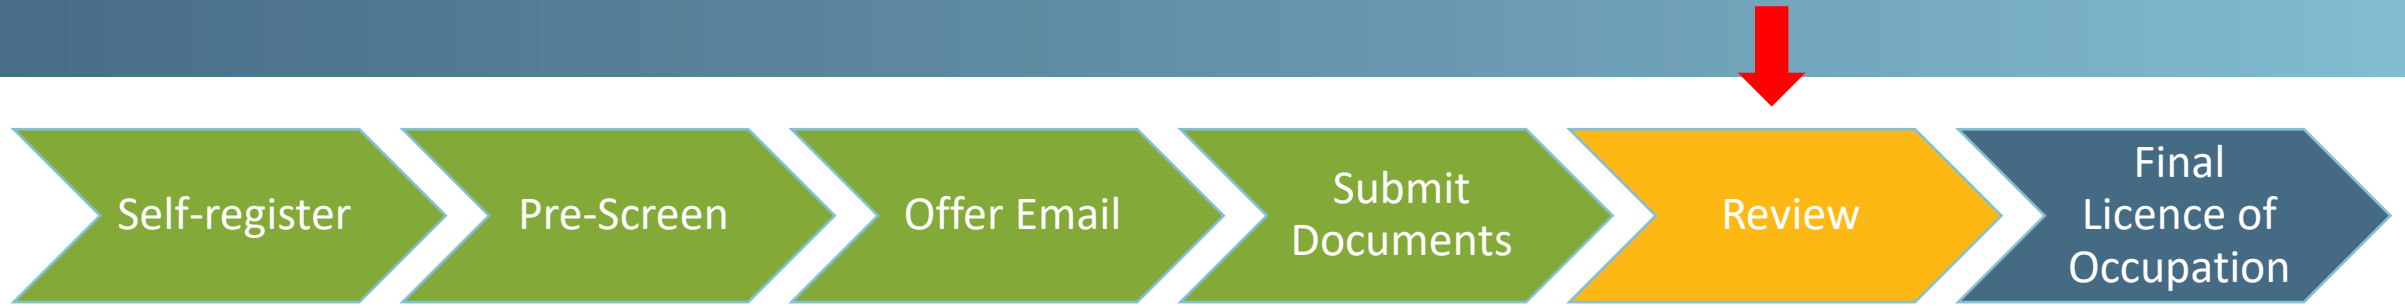 Self-register
Pre-Screen
Offer Email
Submit
Documents
Review
Final
Licence of
Occupation